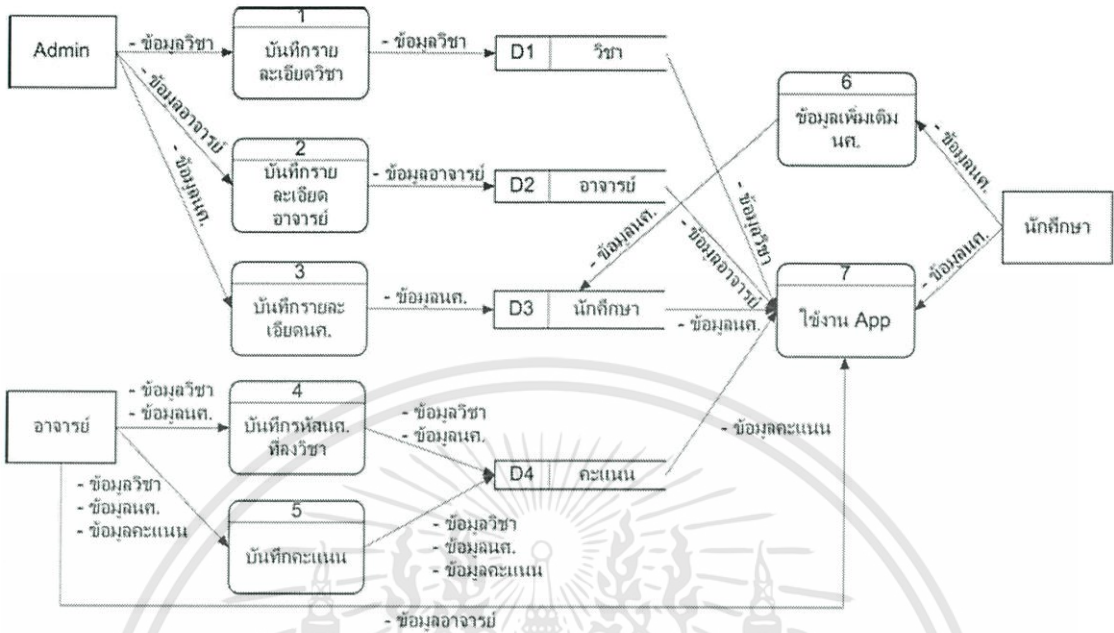 Admin
- ข้อมูลวิชา
- ข้อมูลอาจารย์
- ข้อมูลนศ.
1
บันทึกราย
ละเอียดวิชา
- ข้อมูลวิชา
D1 วิชา
2
บันทึกราย
ละเอียด
อาจารย์
- ข้อมูลอาจารย์
D2 อาจารย์
3
บันทึกรายละ
เอียดนศ.
- ข้อมูลนศ.
D3 นักศึกษา
6
ข้อมูลเพิ่มเติม
นศ.
- ข้อมูลนศ.
- ข้อมูลนศ.
นักศึกษา
- ข้อมูลนศ.
- ข้อมูลวิชา
- ข้อมูลอาจารย์
- ข้อมูลนศ.
7
ใช้งาน App
อาจารย์
- ข้อมูลวิชา
- ข้อมูลนศ.
4
บันทึกรหัสนศ.
ที่ลงวิชา
- ข้อมูลวิชา
- ข้อมูลนศ.
D4 คะแนน
- ข้อมูลคะแนน
- ข้อมูลวิชา
- ข้อมูลนศ.
- ข้อมูลคะแนน
5
บันทึกคะแนน
- ข้อมูลวิชา
- ข้อมูลนศ.
- ข้อมูลคะแนน
- ข้อมูลอาจารย์